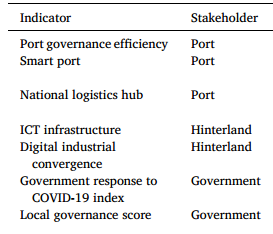 Indicator Stakeholder
Port governance efficiency Port
Smart port Port
National logistics hub Port
ICT infrastructure Hinterland
Digital industrial Hinterland
convergence
Government response to Government
COVID-19 index
Local governance score Government